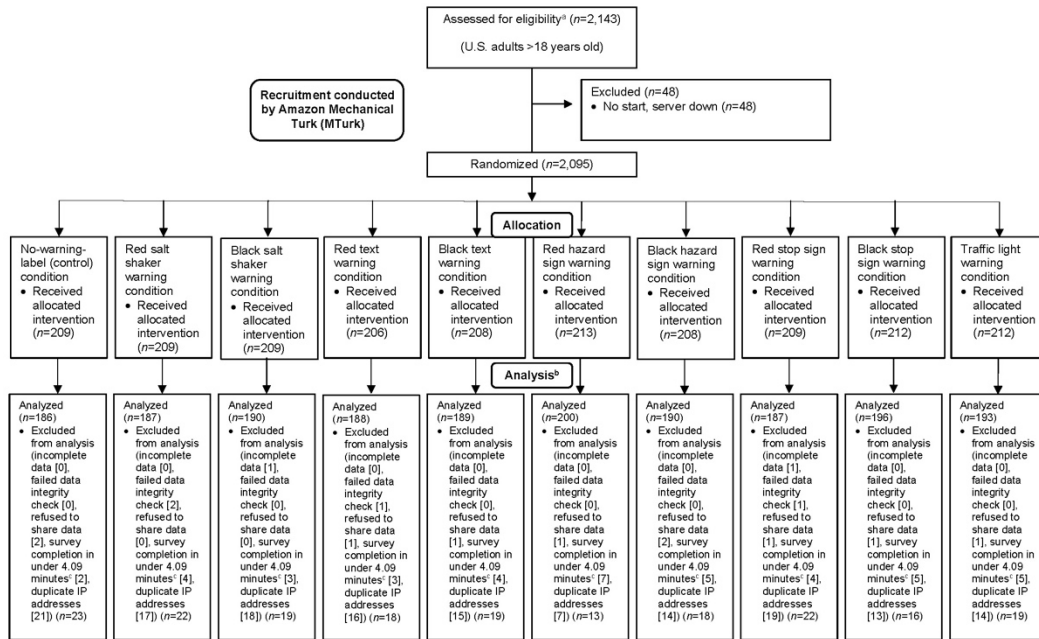 Assessed for eligibilityᵃ (n=2,143)
(U.S. adults >18 years old)
Excluded (n=48)
• No start, server down (n=48)
Recruitment conducted
by Amazon Mechanical
Turk (MTurk)
Randomized (n=2,095)
Allocation
No-warning-
label (control)
condition
• Received
allocated
intervention
(n=209)
Red salt
shaker
warning
condition
• Received
allocated
intervention
(n=209)
Black salt
shaker
warning
condition
• Received
allocated
intervention
(n=209)
Red text
warning
condition
• Received
allocated
intervention
(n=206)
Black text
warning
condition
• Received
allocated
intervention
(n=208)
Red hazard
sign warning
condition
• Received
allocated
intervention
(n=213)
Black hazard
sign warning
condition
• Received
allocated
intervention
(n=208)
Red stop sign
warning
condition
• Received
allocated
intervention
(n=209)
Black stop
sign warning
condition
• Received
allocated
intervention
(n=212)
Traffic light
warning
condition
• Received
allocated
intervention
(n=212)
Analysisᵇ
Analyzed
(n=186)
• Excluded
from analysis
(incomplete
data [0],
failed data
integrity
check [0],
refused to
share data
[2], survey
completion in
under 4.09
minutesᶜ [2],
duplicate IP
addresses
[21]) (n=23)
Analyzed
(n=187)
• Excluded
from analysis
(incomplete
data [0],
failed data
integrity
check [2],
refused to
share data
[0], survey
completion in
under 4.09
minutesᶜ [4],
duplicate IP
addresses
[17]) (n=22)
Analyzed
(n=190)
• Excluded
from analysis
(incomplete
data [1],
failed data
integrity
check [0],
refused to
share data
[0], survey
completion in
under 4.09
minutesᶜ [3],
duplicate IP
addresses
[18]) (n=19)
Analyzed
(n=188)
• Excluded
from analysis
(incomplete
data [0],
failed data
integrity
check [1],
refused to
share data
[1], survey
completion in
under 4.09
minutesᶜ [3],
duplicate IP
addresses
[16]) (n=18)
Analyzed
(n=189)
• Excluded
from analysis
(incomplete
data [0],
failed data
integrity
check [0],
refused to
share data
[1], survey
completion in
under 4.09
minutesᶜ [4],
duplicate IP
addresses
[15]) (n=19)
Analyzed
(n=200)
• Excluded
from analysis
(incomplete
data [0],
failed data
integrity
check [0],
refused to
share data
[1], survey
completion in
under 4.09
minutesᶜ [7],
duplicate IP
addresses
[7]) (n=13)
Analyzed
(n=190)
• Excluded
from analysis
(incomplete
data [0],
failed data
integrity
check [0],
refused to
share data
[2], survey
completion in
under 4.09
minutesᶜ [5],
duplicate IP
addresses
[14]) (n=18)
Analyzed
(n=187)
• Excluded
from analysis
(incomplete
data [1],
failed data
integrity
check [1],
refused to
share data
[1], survey
completion in
under 4.09
minutesᶜ [4],
duplicate IP
addresses
[19]) (n=22)
Analyzed
(n=196)
• Excluded
from analysis
(incomplete
data [0],
failed data
integrity
check [0],
refused to
share data
[1], survey
completion in
under 4.09
minutesᶜ [5],
duplicate IP
addresses
[13]) (n=16)
Analyzed
(n=193)
• Excluded
from analysis
(incomplete
data [0],
failed data
integrity
check [0],
refused to
share data
[1], survey
completion in
under 4.09
minutesᶜ [5],
duplicate IP
addresses
[14]) (n=19)